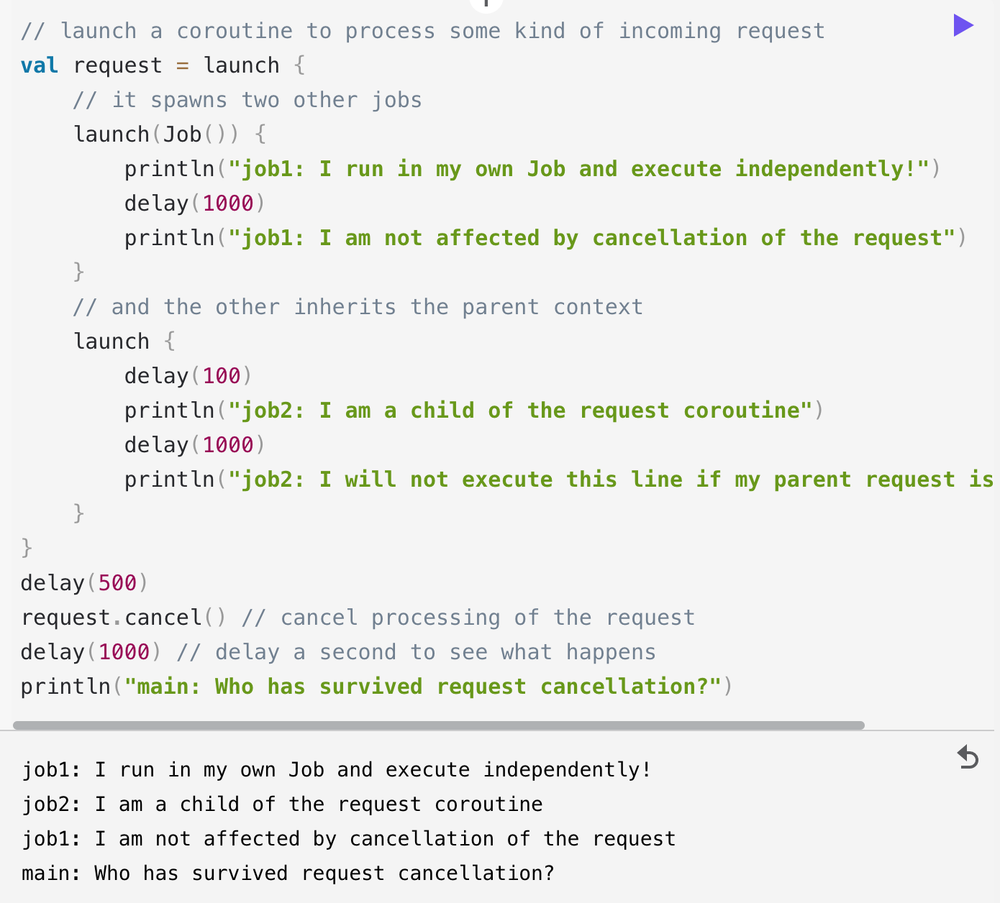 // launch a coroutine to process some kind of incoming request
val request = launch {
    // it spawns two other jobs
    launch(Job()) {
        println("job1: I run in my own Job and execute independently!")
        delay(1000)
        println("job1: I am not affected by cancellation of the request")
    }
    // and the other inherits the parent context
    launch {
        delay(100)
        println("job2: I am a child of the request coroutine")
        delay(1000)
        println("job2: I will not execute this line if my parent request is
    }
}
delay(500)
request.cancel() // cancel processing of the request
delay(1000) // delay a second to see what happens
println("main: Who has survived request cancellation?")
job1: I run in my own Job and execute independently!
job2: I am a child of the request coroutine
job1: I am not affected by cancellation of the request
main: Who has survived request cancellation?